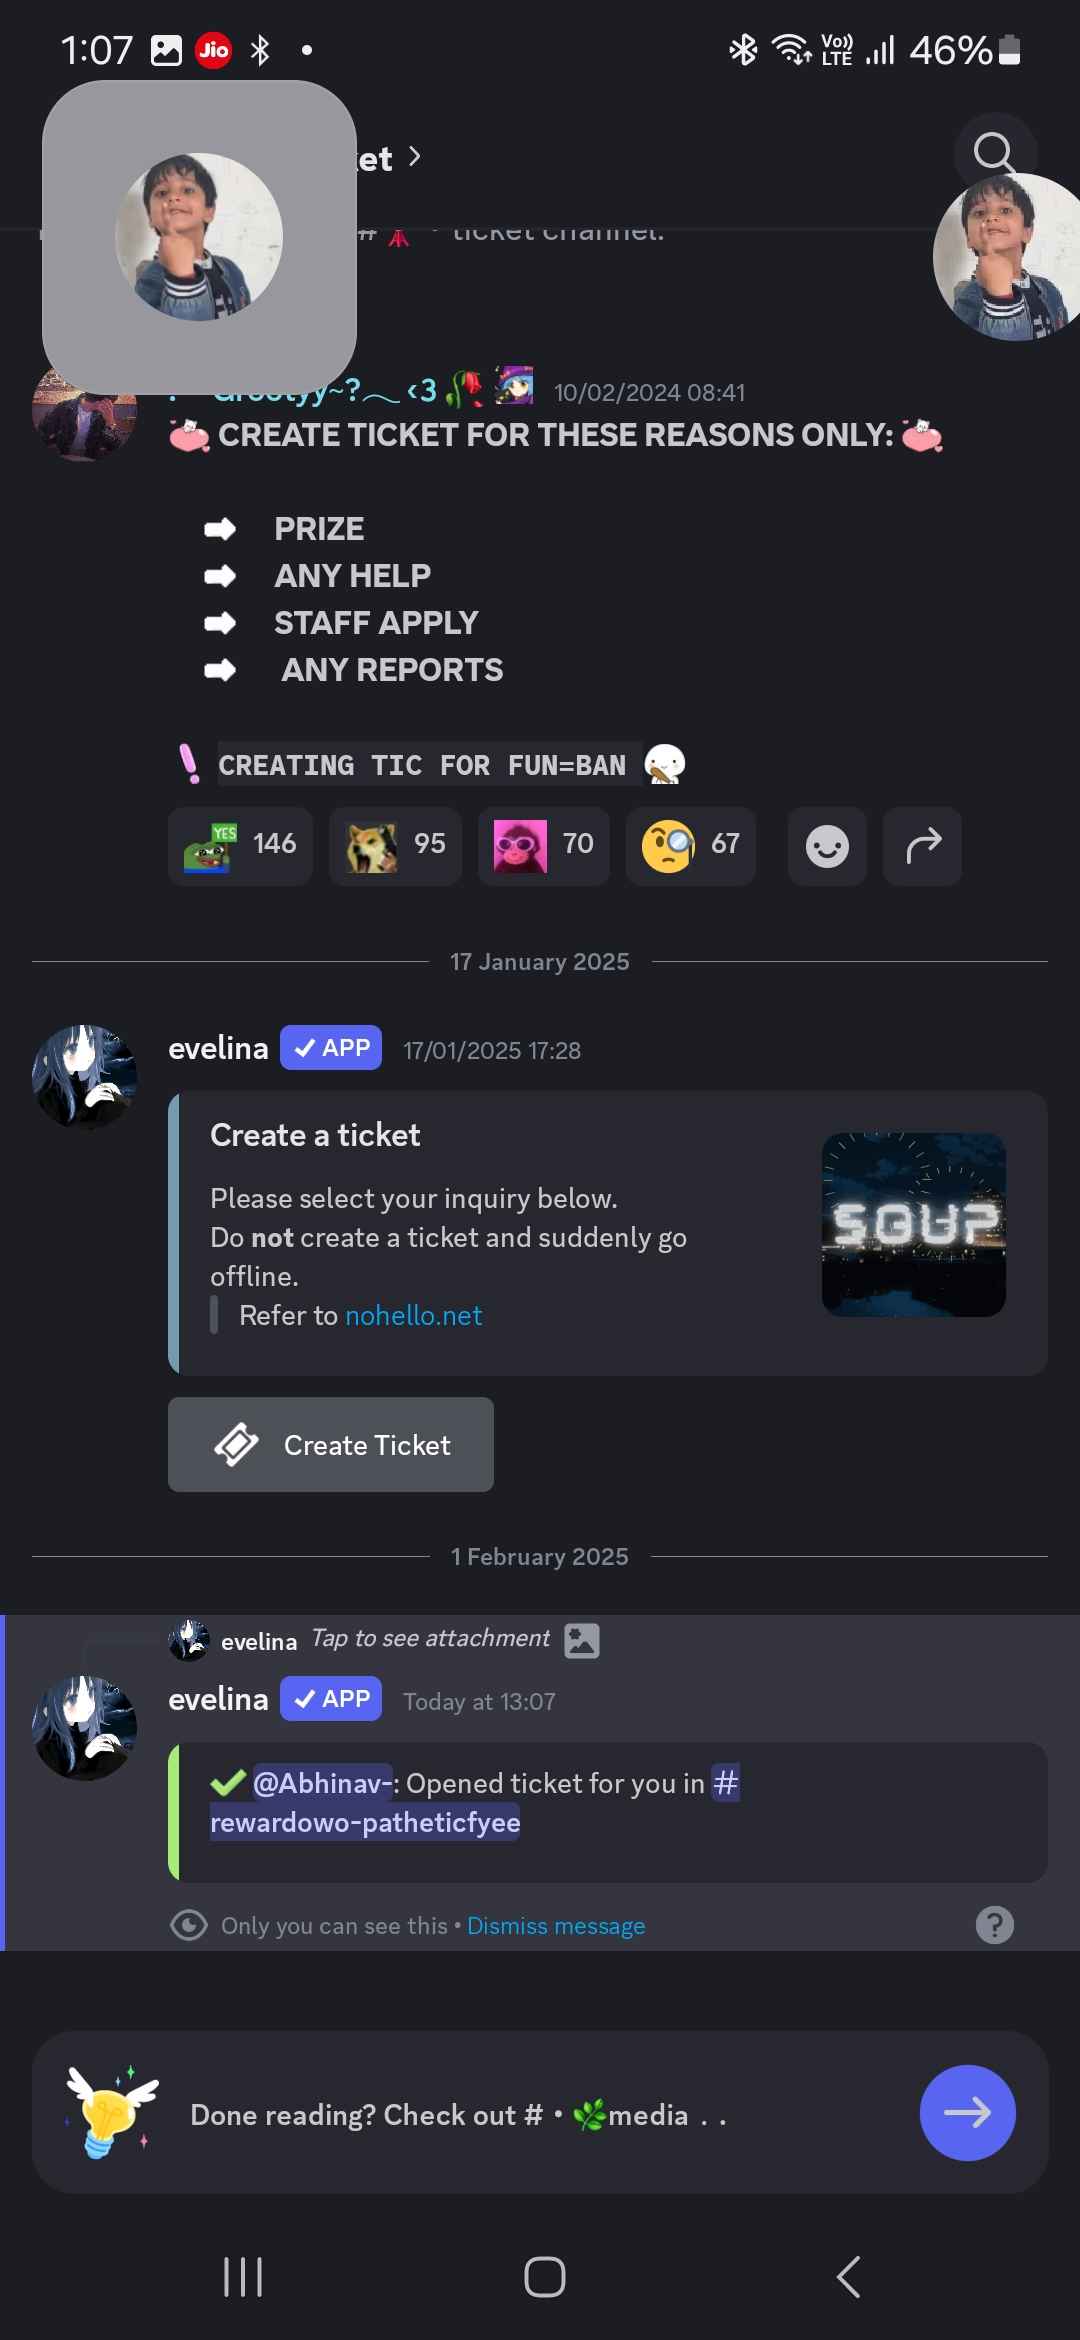 1:07 Jio Vo)) LTE 46%
et >
# • ticket channel.
Grootyy~? <3 10/02/2024 08:41
CREATE TICKET FOR THESE REASONS ONLY:
PRIZE
ANY HELP
STAFF APPLY
ANY REPORTS
CREATING TIC FOR FUN=BAN
YES 146 95 70 67
17 January 2025
evelina ✓ APP 17/01/2025 17:28
Create a ticket
Please select your inquiry below.
Do not create a ticket and suddenly go
offline.
Refer to nohello.net
SOUP
Create Ticket
1 February 2025
evelina Tap to see attachment
evelina ✓ APP Today at 13:07
@Abhinav-: Opened ticket for you in #
rewardowo-patheticfyee
Only you can see this • Dismiss message ?
Done reading? Check out # • 🌿media . .